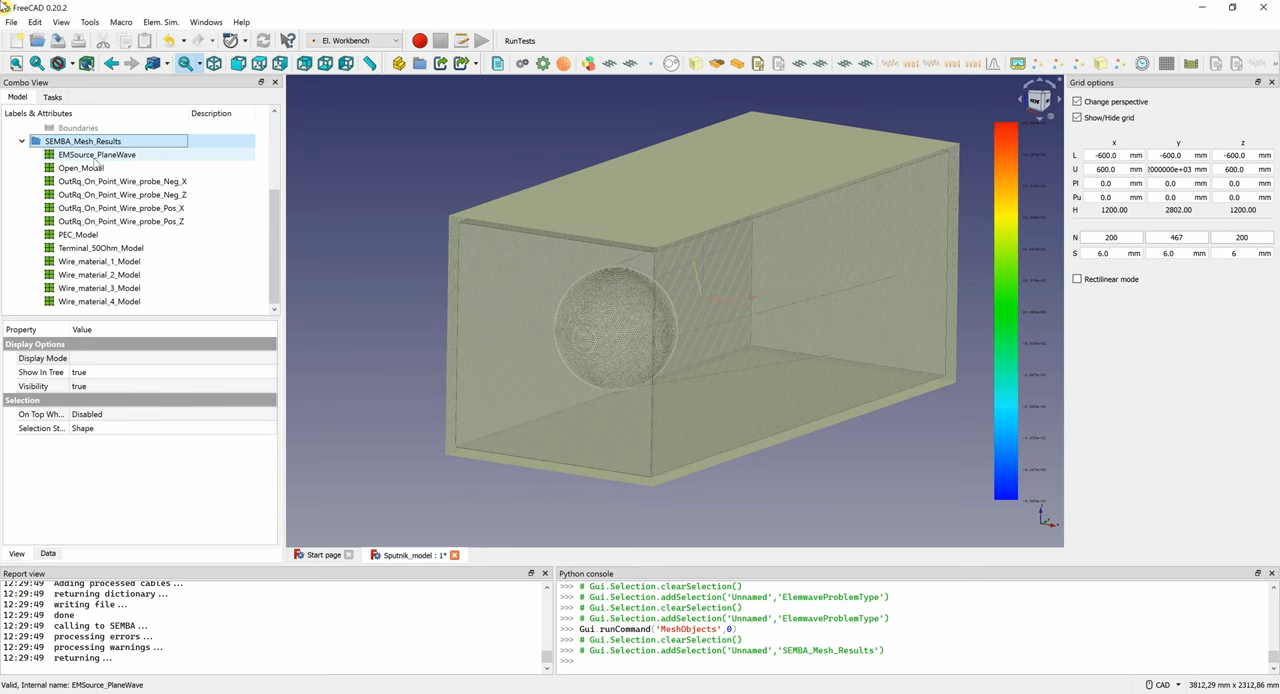 FreeCAD 0.20.2
File Edit View Tools Macro Elem. Sim. Windows Help
El. Workbench
RunTests
Combo View
Model Tasks
Labels & Attributes Description
Boundaries
SEMBA_Mesh_Results
EMSource_PlaneWave
Open_Model
OutRq_On_Point_Wire_probe_Neg_X
OutRq_On_Point_Wire_probe_Neg_Z
OutRq_On_Point_Wire_probe_Pos_X
OutRq_On_Point_Wire_probe_Pos_Z
PEC_Model
Terminal_50Ohm_Model
Wire_material_1_Model
Wire_material_2_Model
Wire_material_3_Model
Wire_material_4_Model
Property Value
Display Options
Display Mode
Show In Tree true
Visibility true
Selection
On Top Wh... Disabled
Selection St... Shape
View Data
Start page
Sputnik_model : 1*
Grid options
Change perspective
Show/Hide grid
x y z
L -600.0 mm -600.0 mm -600.0 mm
U 600.0 mm !2000000e+03 mm 600.0 mm
Pl 0.0 mm 0.0 mm 0.0 mm
Pu 0.0 mm 0.0 mm 0.0 mm
H 1200.00 2802.00 1200.00
N 200 467 200
S 6.0 mm 6.0 mm 6 mm
Rectilinear mode
Report view
12:29:49 Adding processed cables...
12:29:49 returning dictionary...
12:29:49 writing file...
12:29:49 done
12:29:49 calling to SEMBA...
12:29:49 processing errors...
12:29:49 processing warnings...
12:29:49 returning...
Python console
>>> # Gui.Selection.clearSelection()
>>> # Gui.Selection.addSelection('Unnamed','ElemwaveProblemType')
>>> # Gui.Selection.clearSelection()
>>> # Gui.Selection.addSelection('Unnamed','ElemwaveProblemType')
>>> Gui.runCommand('MeshObjects',0)
>>> # Gui.Selection.clearSelection()
>>> # Gui.Selection.addSelection('Unnamed','SEMBA_Mesh_Results')
>>>
Valid, Internal name: EMSource_PlaneWave
CAD 3812,29 mm x 2312,86 mm